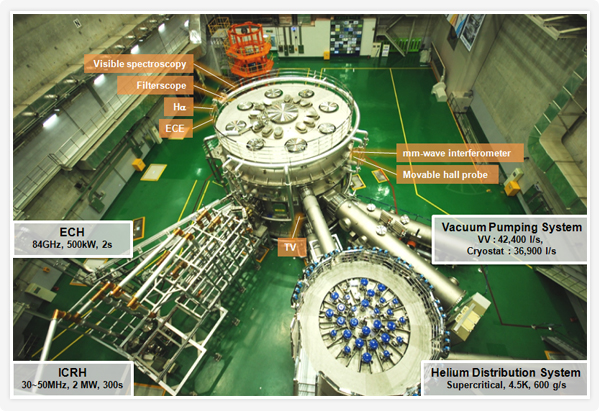 Visible spectroscopy
Filterscope
Hα
ECE
mm-wave interferometer
Movable hall probe
TV
ECH
84GHz, 500kW, 2s
Vacuum Pumping System
VV : 42,400 l/s,
Cryostat : 36,900 l/s
ICRH
30~50MHz, 2 MW, 300s
Helium Distribution System
Supercritical, 4.5K, 600 g/s